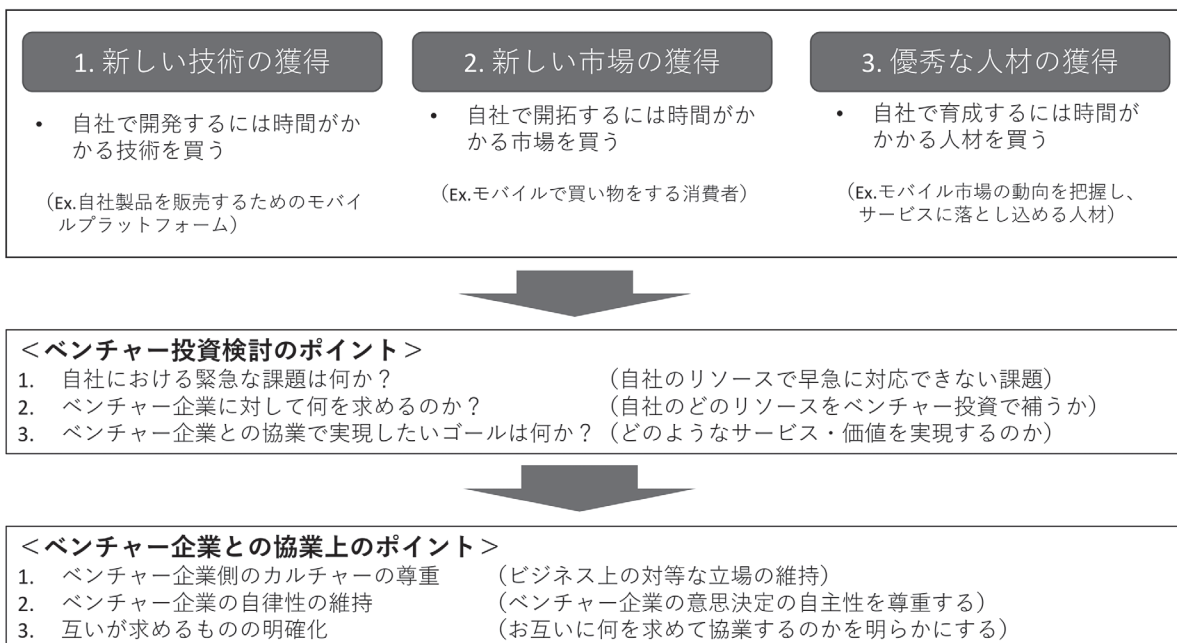 1. 新しい技術の獲得
• 自社で開発するには時間がか
かる技術を買う
（Ex.自社製品を販売するためのモバイ
ルプラットフォーム）
2. 新しい市場の獲得
• 自社で開拓するには時間がか
かる市場を買う
（Ex.モバイルで買い物をする消費者）
3. 優秀な人材の獲得
• 自社で育成するには時間が
かかる人材を買う
（Ex.モバイル市場の動向を把握し、
サービスに落とし込める人材）
＜ベンチャー投資検討のポイント＞
1. 自社における緊急な課題は何か？ （自社のリソースで早急に対応できない課題）
2. ベンチャー企業に対して何を求めるのか？ （自社のどのリソースをベンチャー投資で補うか）
3. ベンチャー企業との協業で実現したいゴールは何か？（どのようなサービス・価値を実現するのか）
＜ベンチャー企業との協業上のポイント＞
1. ベンチャー企業側のカルチャーの尊重 （ビジネス上の対等な立場の維持）
2. ベンチャー企業の自律性の維持 （ベンチャー企業の意思決定の自主性を尊重する）
3. 互いが求めるものの明確化 （お互いに何を求めて協業するのかを明らかにする）